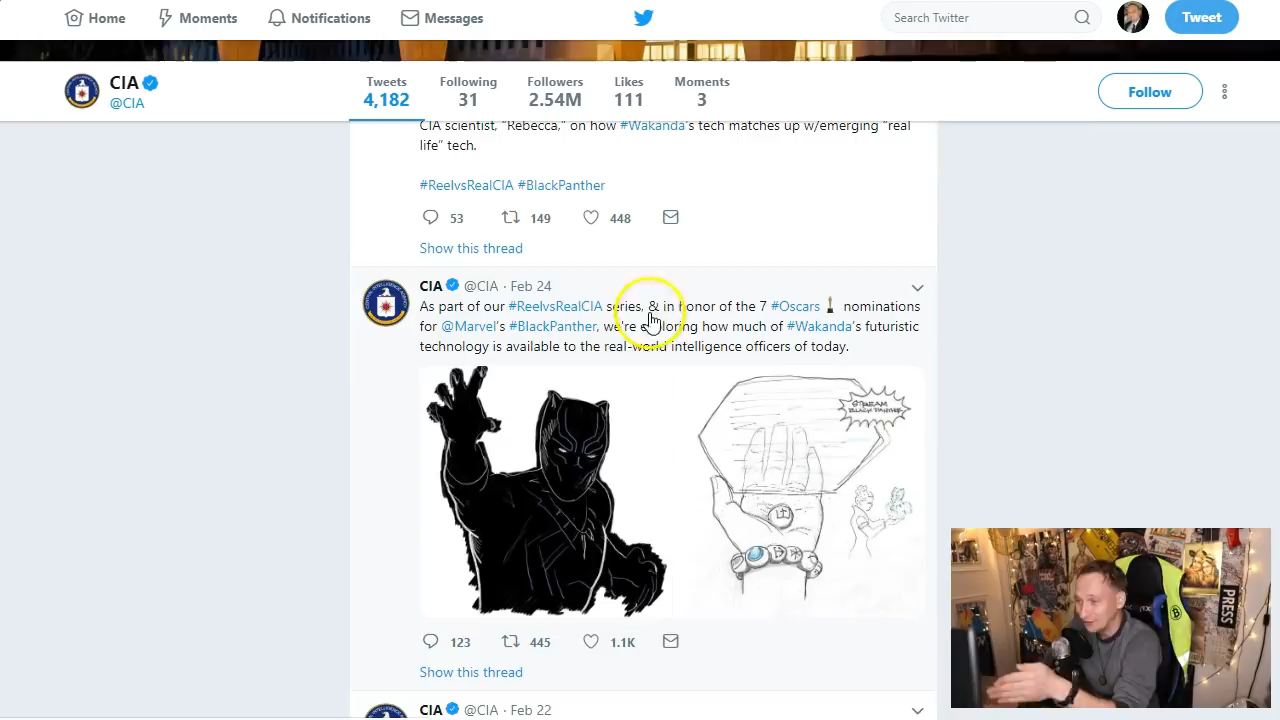 Home
Moments
Notifications
Messages
Search Twitter
Tweet
CIA
@CIA
Tweets
4,182
Following
31
Followers
2.54M
Likes
111
Moments
3
Follow
CIA scientist, "Rebecca," on how #Wakanda's tech matches up w/emerging "real
life" tech.
#ReelvsRealCIA #BlackPanther
53
149
448
Show this thread
CIA @CIA · Feb 24
As part of our #ReelvsRealCIA series, & in honor of the 7 #Oscars nominations
for @Marvel's #BlackPanther, we're exploring how much of #Wakanda's futuristic
technology is available to the real-world intelligence officers of today.
BLACK PANTHER
123
445
1.1K
Show this thread
CIA @CIA · Feb 22
PRESS